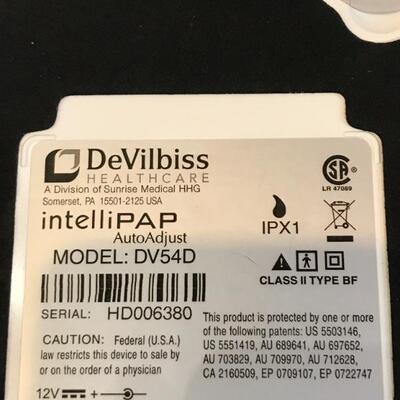 DeVilbiss
HEALTHCARE
A Division of Sunrise Medical HHG
Somerset, PA 15501-2125 USA
intelliPAP
AutoAdjust
MODEL: DV54D
SERIAL: HD006380
CAUTION: Federal (U.S.A.)
law restricts this device to sale by
or on the order of a physician
12V
SA
LR 47089
IPX1
CLASS II TYPE BF
This product is protected by one or more
of the following patents: US 5503146,
US 5551419, AU 689641, AU 697652,
AU 703829, AU 709970, AU 712628,
CA 2160509, EP 0709107, EP 0722747